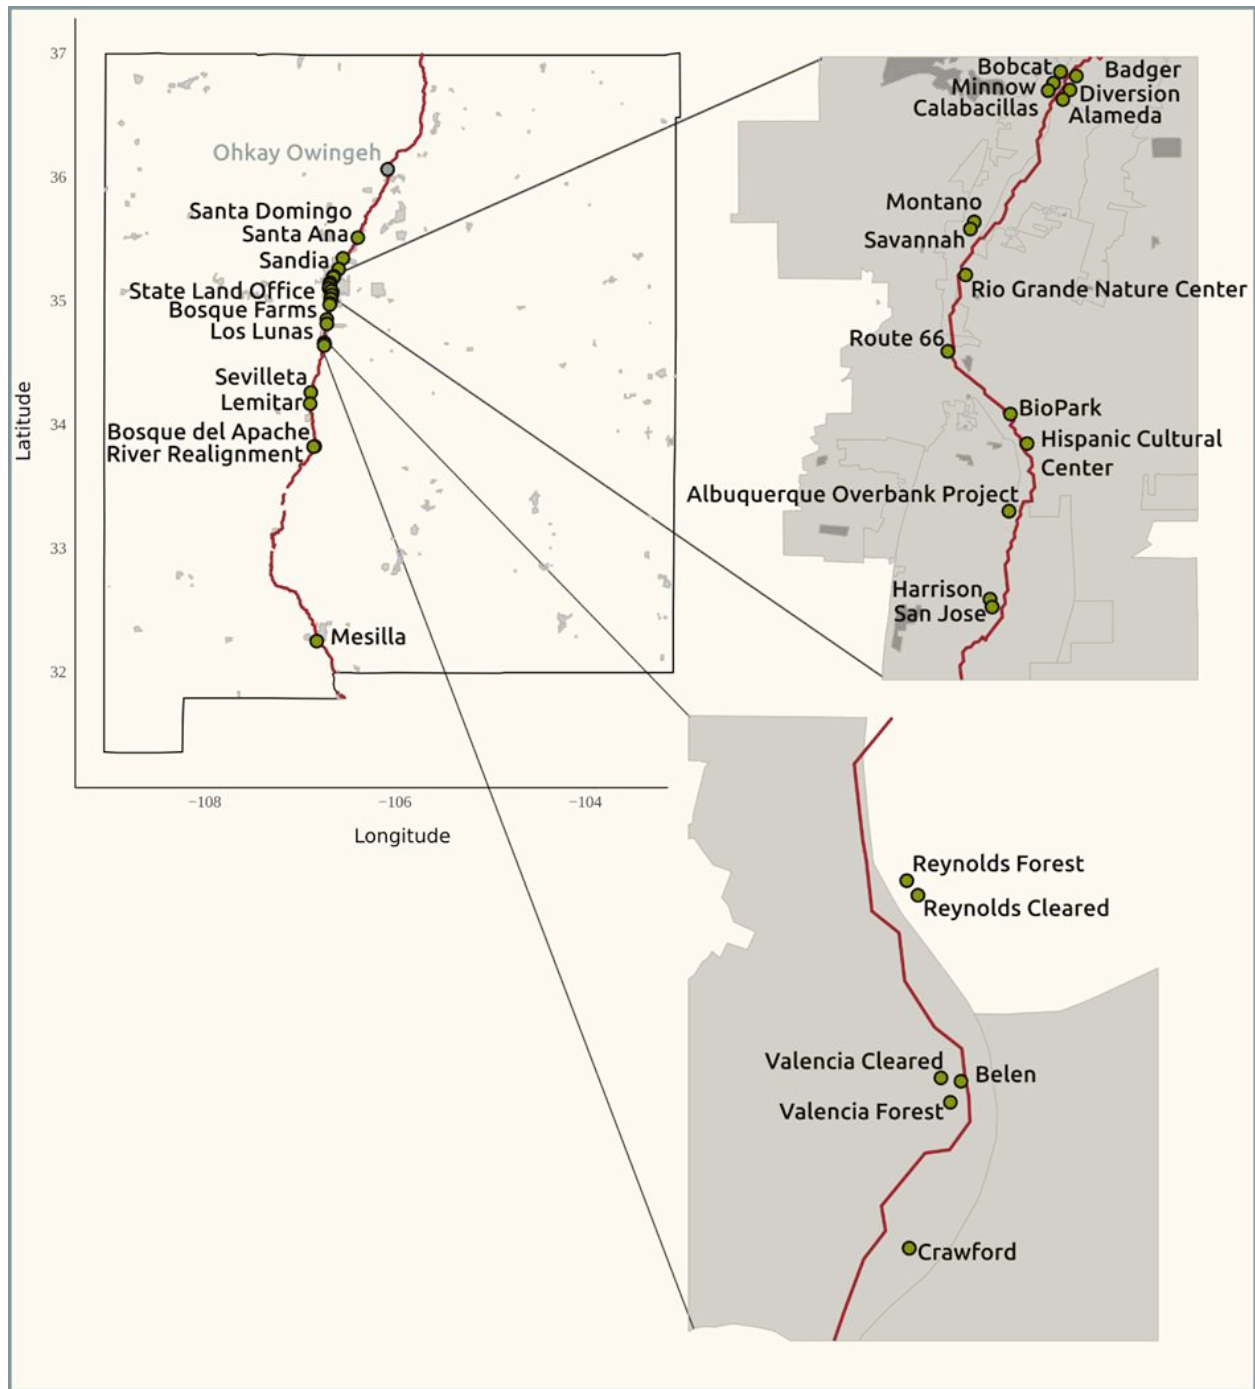 37
36
35
34
33
32
Latitude
−108
−106
−104
Longitude
Ohkay Owingeh
Santa Domingo
Santa Ana
Sandia
State Land Office
Bosque Farms
Los Lunas
Sevilleta
Lemitar
Bosque del Apache
River Realignment
Mesilla
Bobcat
Badger
Minnow
Diversion
Calabacillas
Alameda
Montano
Savannah
Rio Grande Nature Center
Route 66
BioPark
Hispanic Cultural
Center
Albuquerque Overbank Project
Harrison
San Jose
Reynolds Forest
Reynolds Cleared
Valencia Cleared
Belen
Valencia Forest
Crawford